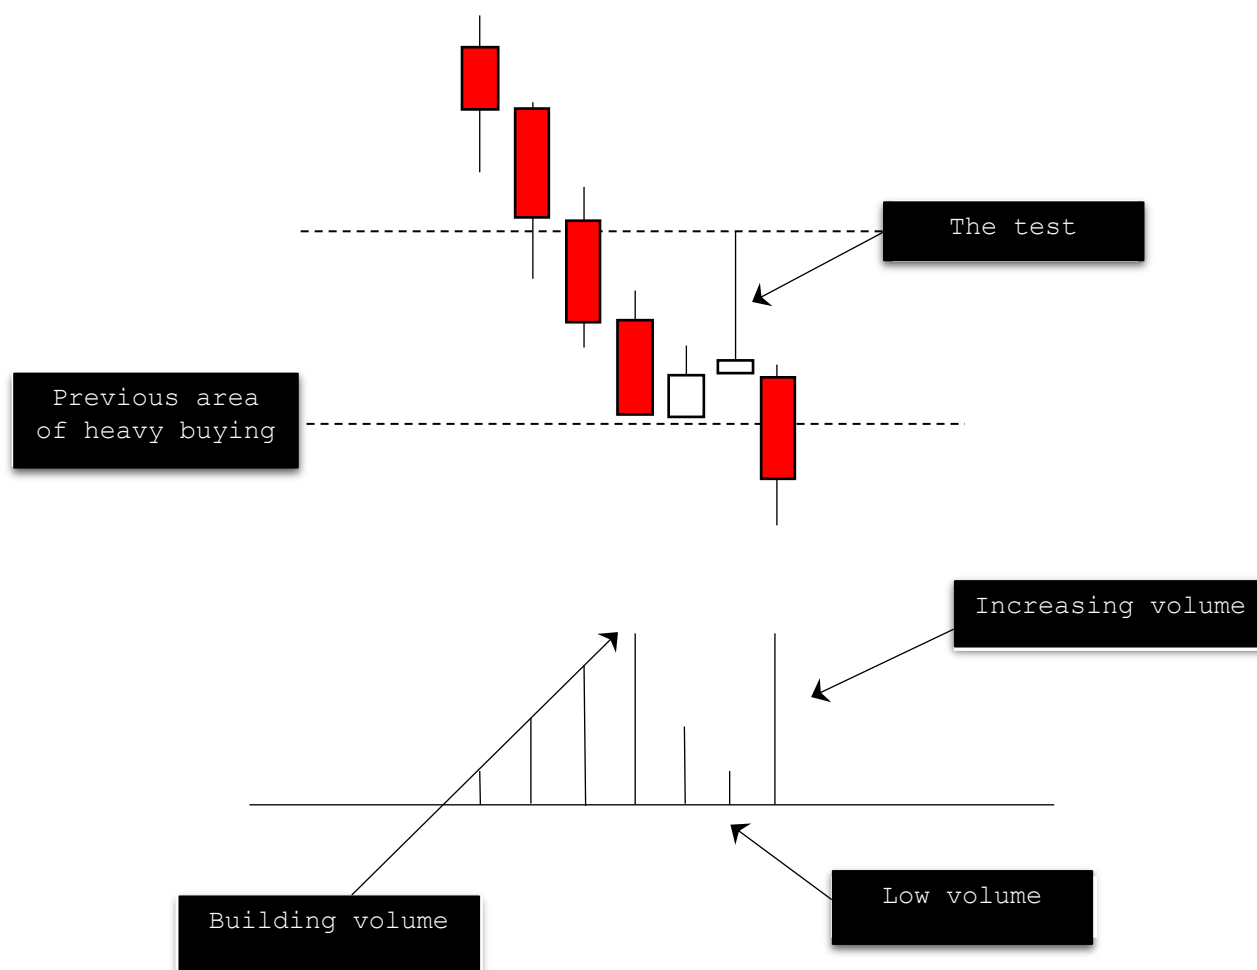 The test
Previous area
of heavy buying
Increasing volume
Low volume
Building volume